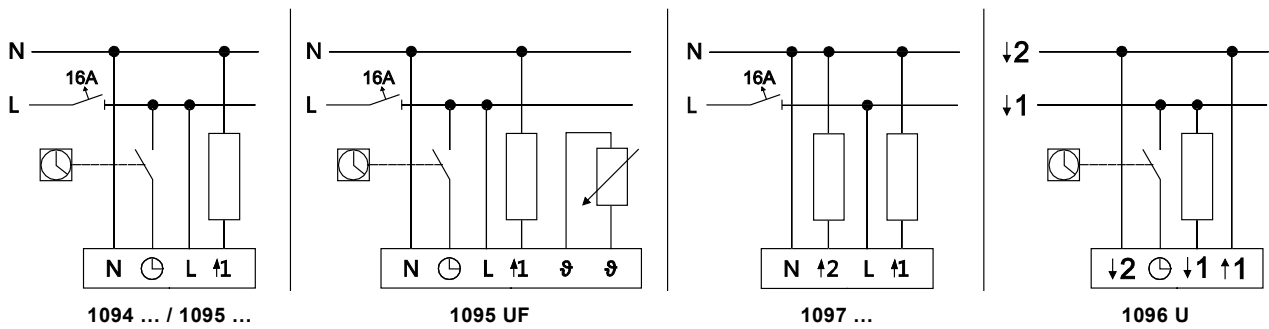 N N N ↓2
16A 16A 16A
L L L ↓1
N L ↑1 N L ↑1 ϑ ϑ N ↑2 L ↑1 ↓2 ↓1 ↑1
1094 ... / 1095 ... 1095 UF 1097 ... 1096 U